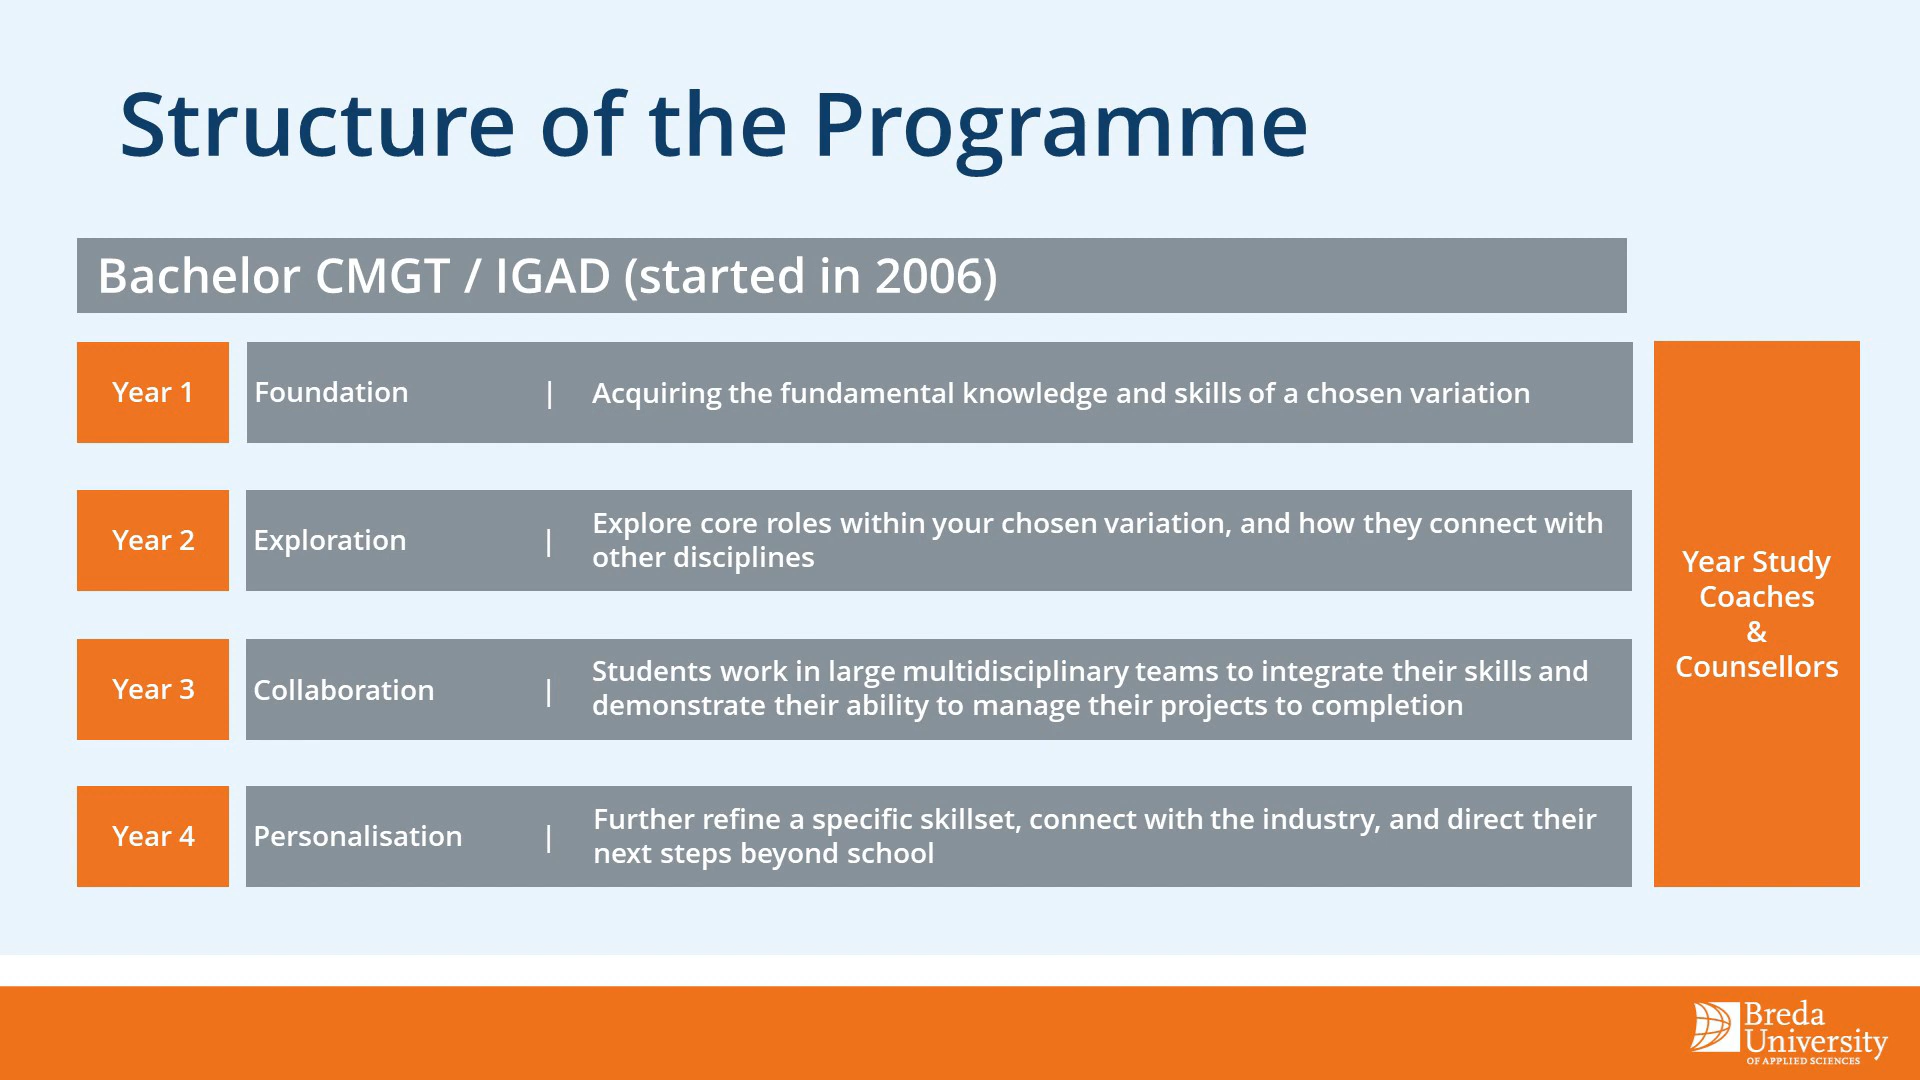 Structure of the Programme
Bachelor CMGT / IGAD (started in 2006)
Year 1
Foundation | Acquiring the fundamental knowledge and skills of a chosen variation
Year 2
Exploration | Explore core roles within your chosen variation, and how they connect with
other disciplines
Year 3
Collaboration | Students work in large multidisciplinary teams to integrate their skills and
demonstrate their ability to manage their projects to completion
Year 4
Personalisation | Further refine a specific skillset, connect with the industry, and direct their
next steps beyond school
Year Study
Coaches
&
Counsellors
Breda
University
OF APPLIED SCIENCES